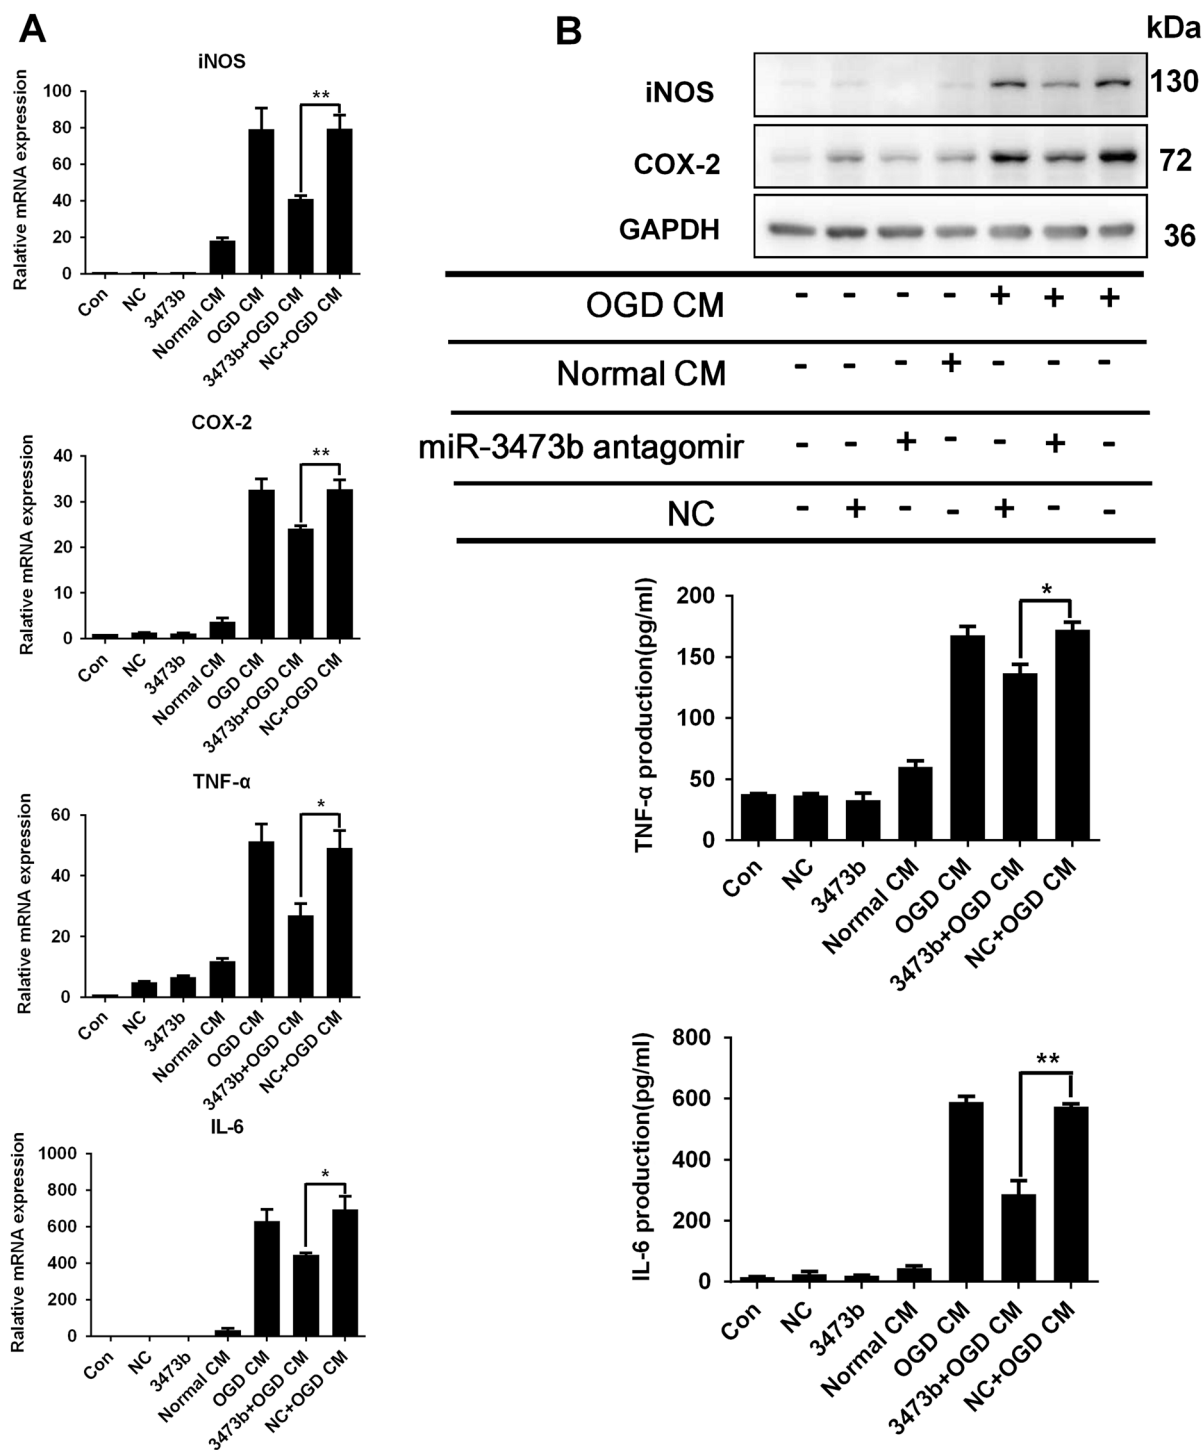 A
iNOS
Ralative mRNA expression
100
80
60
40
20
0
**
Con
NC
3473b
Normal CM
OGD CM
3473b+OGD CM
NC+OGD CM
COX-2
Ralative mRNA expression
40
30
20
10
0
**
Con
NC
3473b
Normal CM
OGD CM
3473b+OGD CM
NC+OGD CM
TNF-α
Ralative mRNA expression
60
40
20
0
*
Con
NC
3473b
Normal CM
OGD CM
3473b+OGD CM
NC+OGD CM
IL-6
Ralative mRNA expression
1000
800
600
400
200
0
*
Con
NC
3473b
Normal CM
OGD CM
3473b+OGD CM
NC+OGD CM
B
kDa
iNOS 130
COX-2 72
GAPDH 36
OGD CM - - - - + + +
Normal CM - - - + - - -
miR-3473b antagomir - - + - - + -
NC - + - - + - -
TNF-α production(pg/ml)
200
150
100
50
0
*
Con
NC
3473b
Normal CM
OGD CM
3473b+OGD CM
NC+OGD CM
IL-6 production(pg/ml)
800
600
400
200
0
**
Con
NC
3473b
Normal CM
OGD CM
3473b+OGD CM
NC+OGD CM